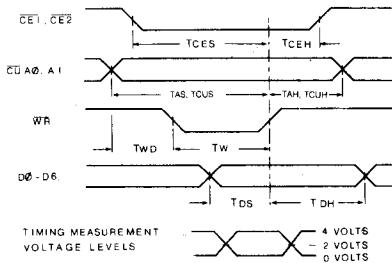 CE1, CE2
TCES
TCEH
CU AØ, A1
TAS, TCUS
TAH, TCUH
WR
TWD
TW
DØ - D6.
TDS
TDH
TIMING MEASUREMENT
VOLTAGE LEVELS
4 VOLTS
2 VOLTS
0 VOLTS